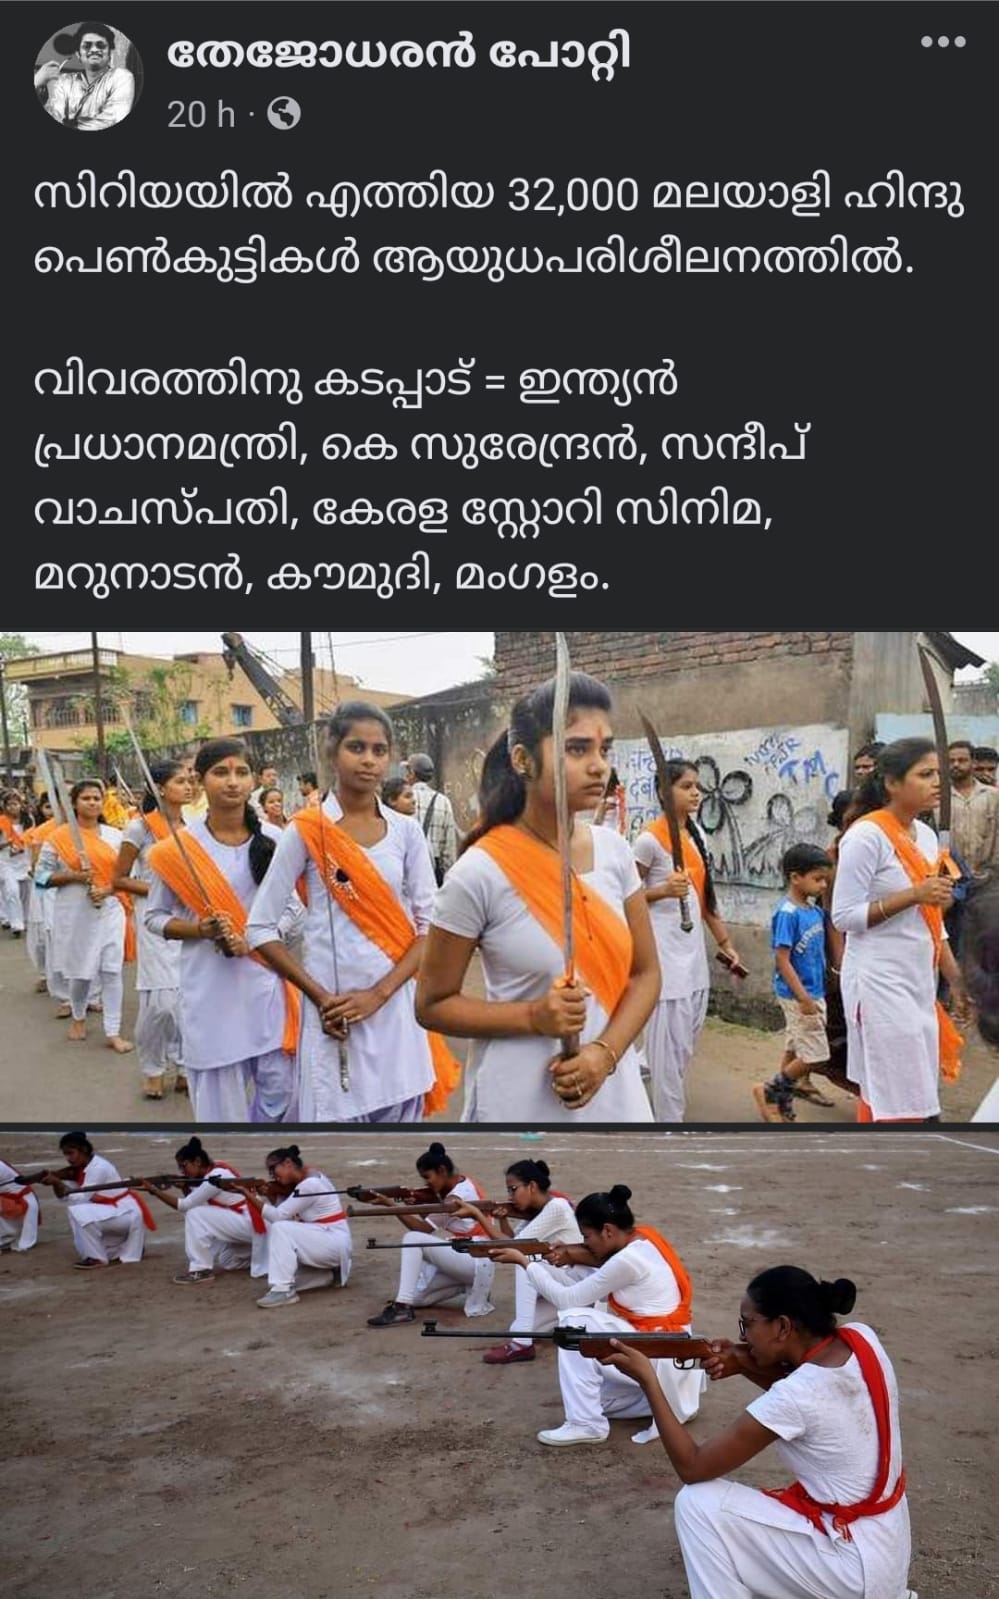 തേജോധരൻ പോറ്റി
20 h ·
സിറിയയിൽ എത്തിയ 32,000 മലയാളി ഹിന്ദു
പെൺകുട്ടികൾ ആയുധപരിശീലനത്തിൽ.
വിവരത്തിനു കടപ്പാട് = ഇന്ത്യൻ
പ്രധാനമന്ത്രി, കെ സുരേന്ദ്രൻ, സന്ദീപ്
വാചസ്പതി, കേരള സ്റ്റോറി സിനിമ,
മറുനാടൻ, കൗമുദി, മംഗളം.
TMC